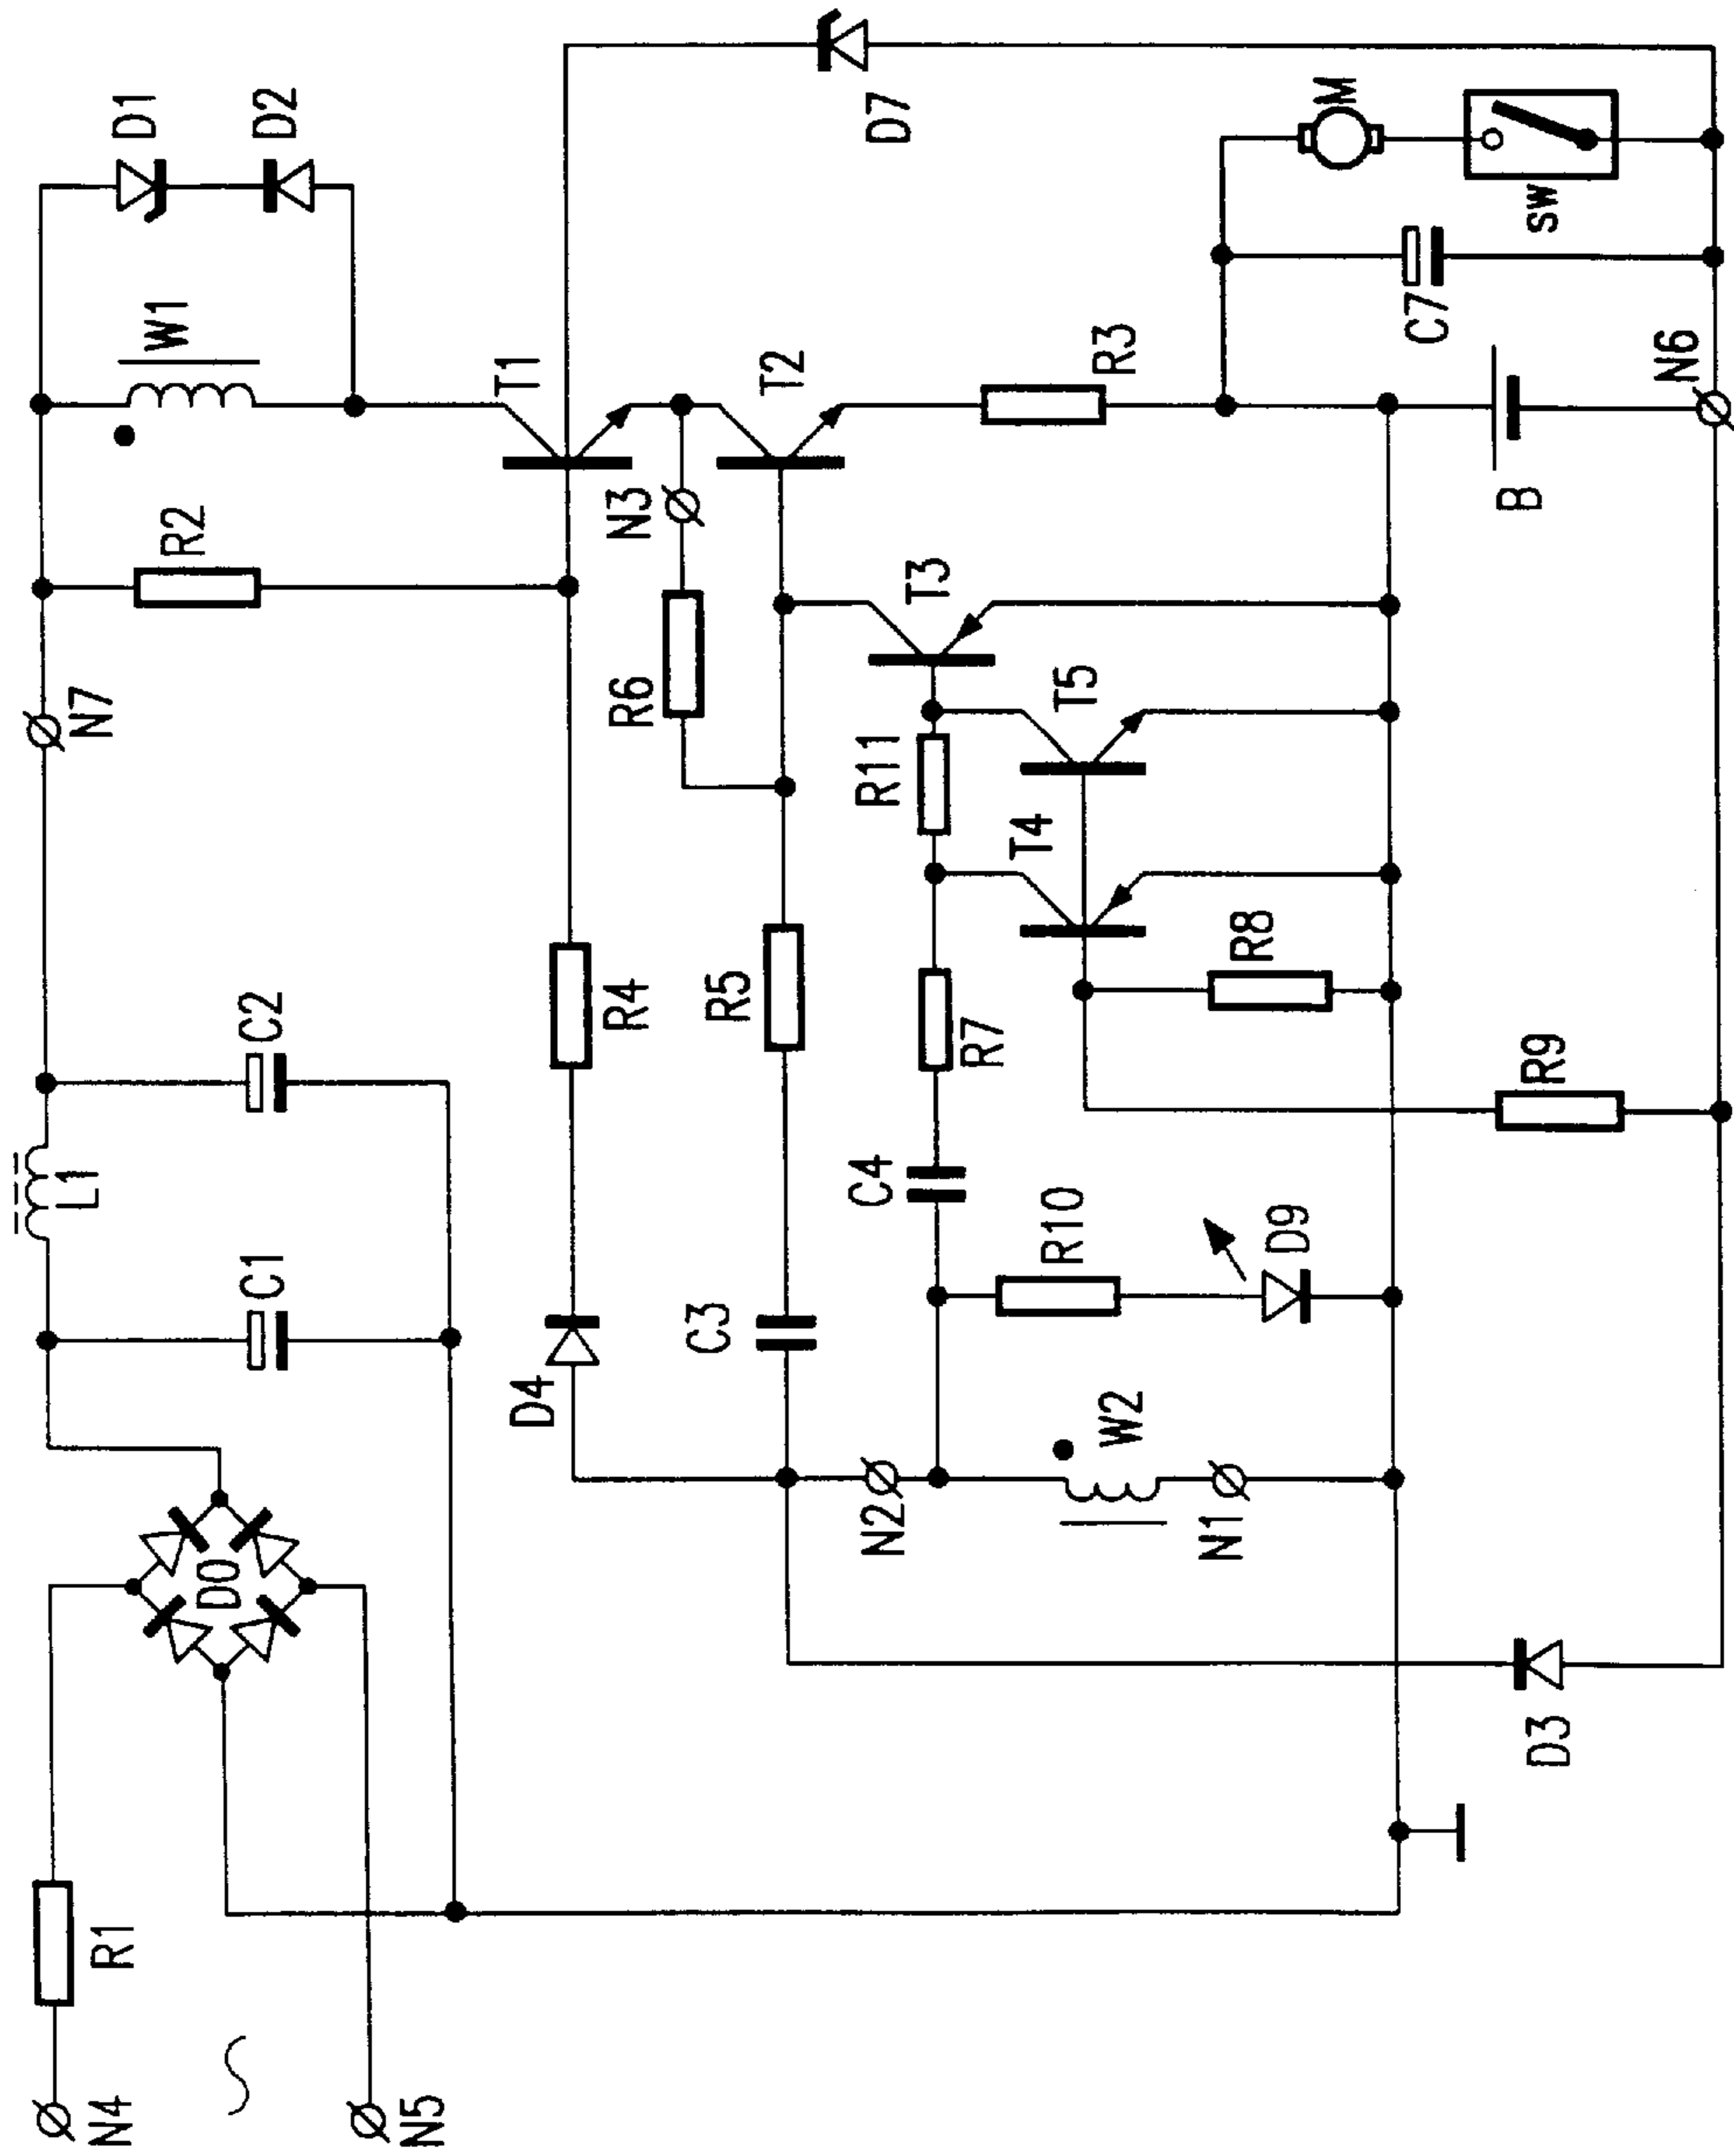 D1
D2
W1
T1
R2
N7
D7
M
SW
C7
N6
R3
T2
N3
T3
R6
B
T5
R11
T4
R8
R4
R5
R7
R9
C2
L1
C1
C4
R10
D9
C3
D4
W2
N2
N1
D0
D3
R1
N4
N5